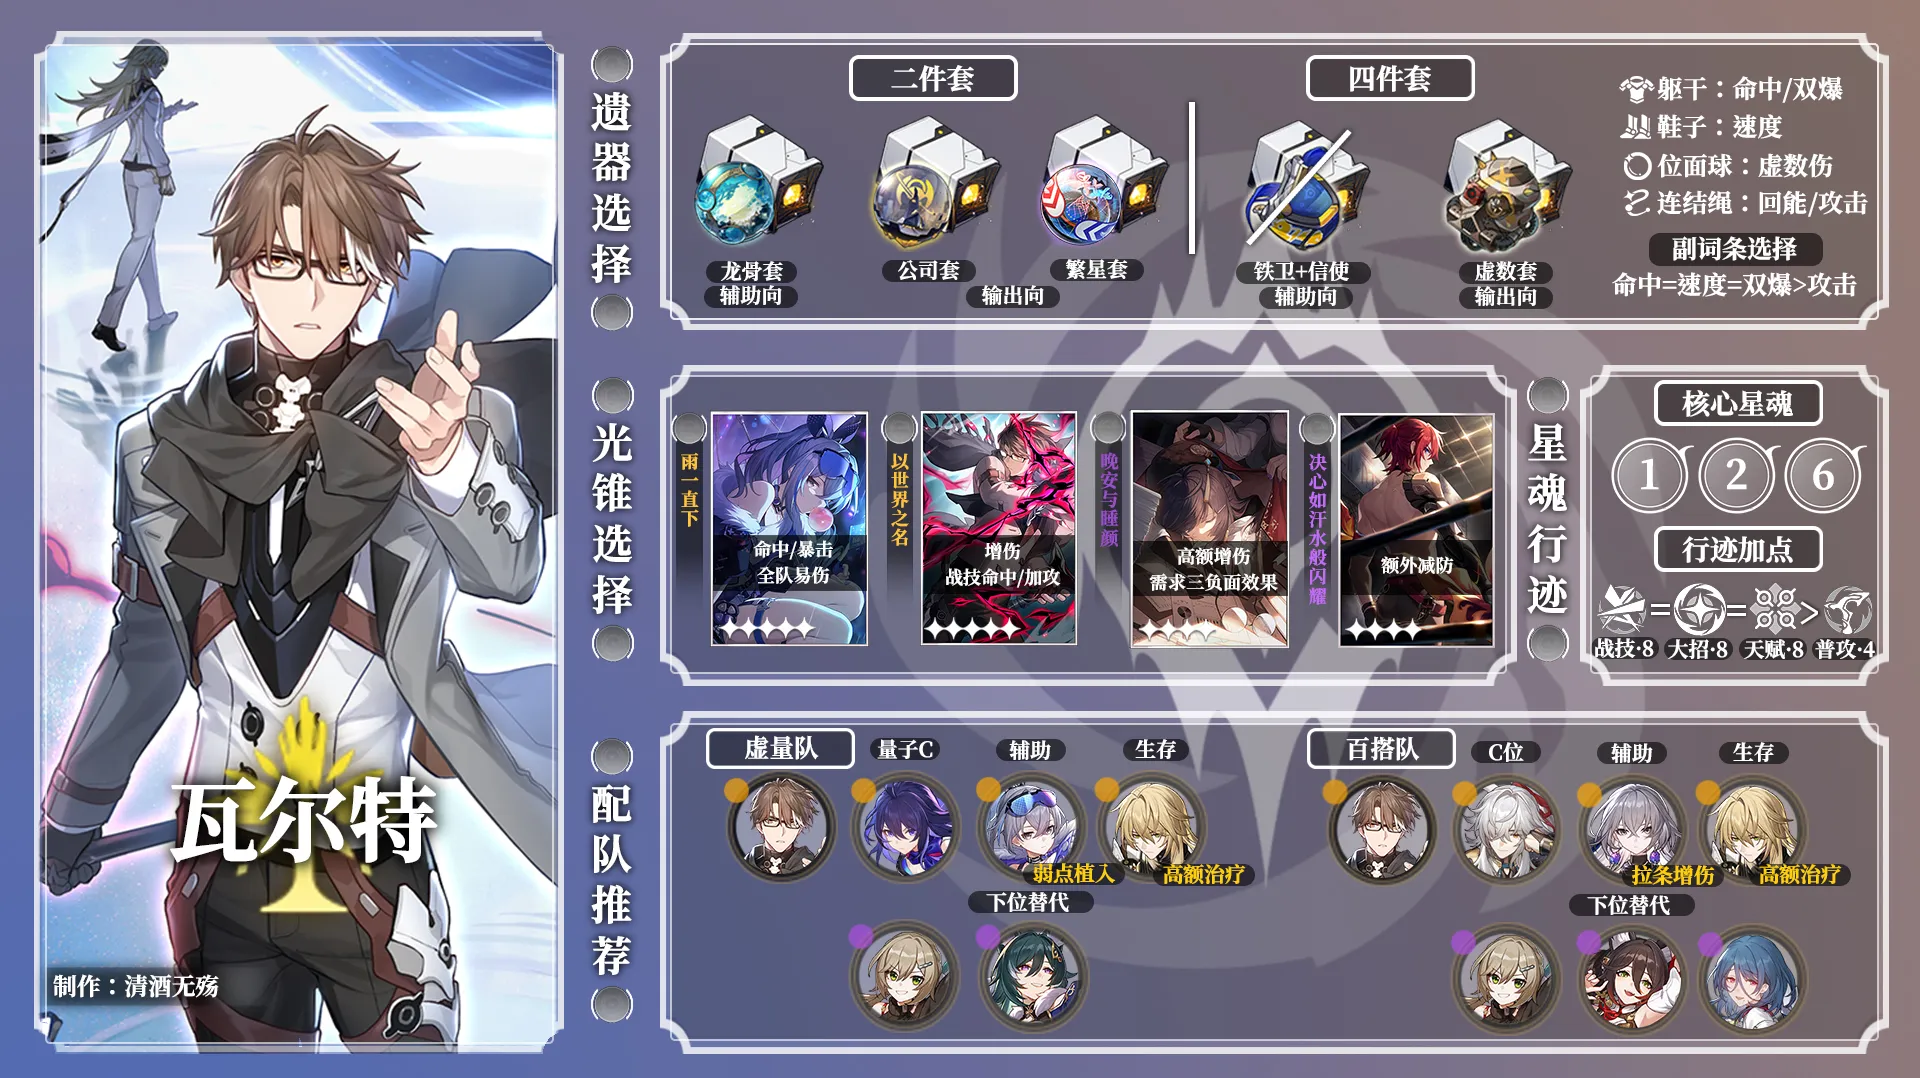 瓦尔特
制作：清酒无殇
遗器选择
二件套
龙骨套
辅助向
公司套
繁星套
输出向
四件套
铁卫+信使
辅助向
虚数套
输出向
躯干：命中/双爆
鞋子：速度
位面球：虚数伤
连结绳：回能/攻击
副词条选择
命中=速度=双爆>攻击
光锥选择
雨一直下
命中/暴击
全队易伤
以世界之名
增伤
战技命中/加攻
晚安与睡颜
高额增伤
需求三负面效果
决心如汗水般闪耀
额外减防
星魂行迹
核心星魂
1 2 6
行迹加点
= = >
战技·8 大招·8 天赋·8 普攻·4
配队推荐
虚量队
量子C
辅助
生存
弱点植入
高额治疗
下位替代
百搭队
C位
辅助
生存
拉条增伤
高额治疗
下位替代